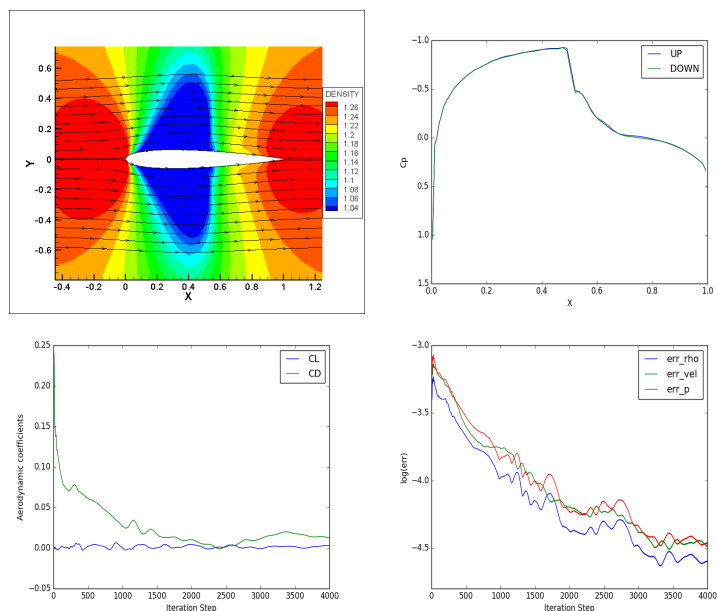 DENSITY
1.26
1.24
1.22
1.2
1.18
1.16
1.14
1.12
1.1
1.08
1.06
1.04
0.6
0.4
0.2
0
-0.2
-0.4
-0.6
Y
-0.4 -0.2 0 0.2 0.4 0.6 0.8 1 1.2
X
−1.0
−0.5
0.0
0.5
1.0
1.5
Cp
UP
DOWN
0.0 0.2 0.4 0.6 0.8 1.0
X
0.25
0.20
0.15
0.10
0.05
0.00
−0.05
Aerodynamic coefficients
CL
CD
0 500 1000 1500 2000 2500 3000 3500 4000
Iteration Step
−3.0
−3.5
−4.0
−4.5
log(err)
err_rho
err_vel
err_p
0 500 1000 1500 2000 2500 3000 3500 4000
Iteration Step